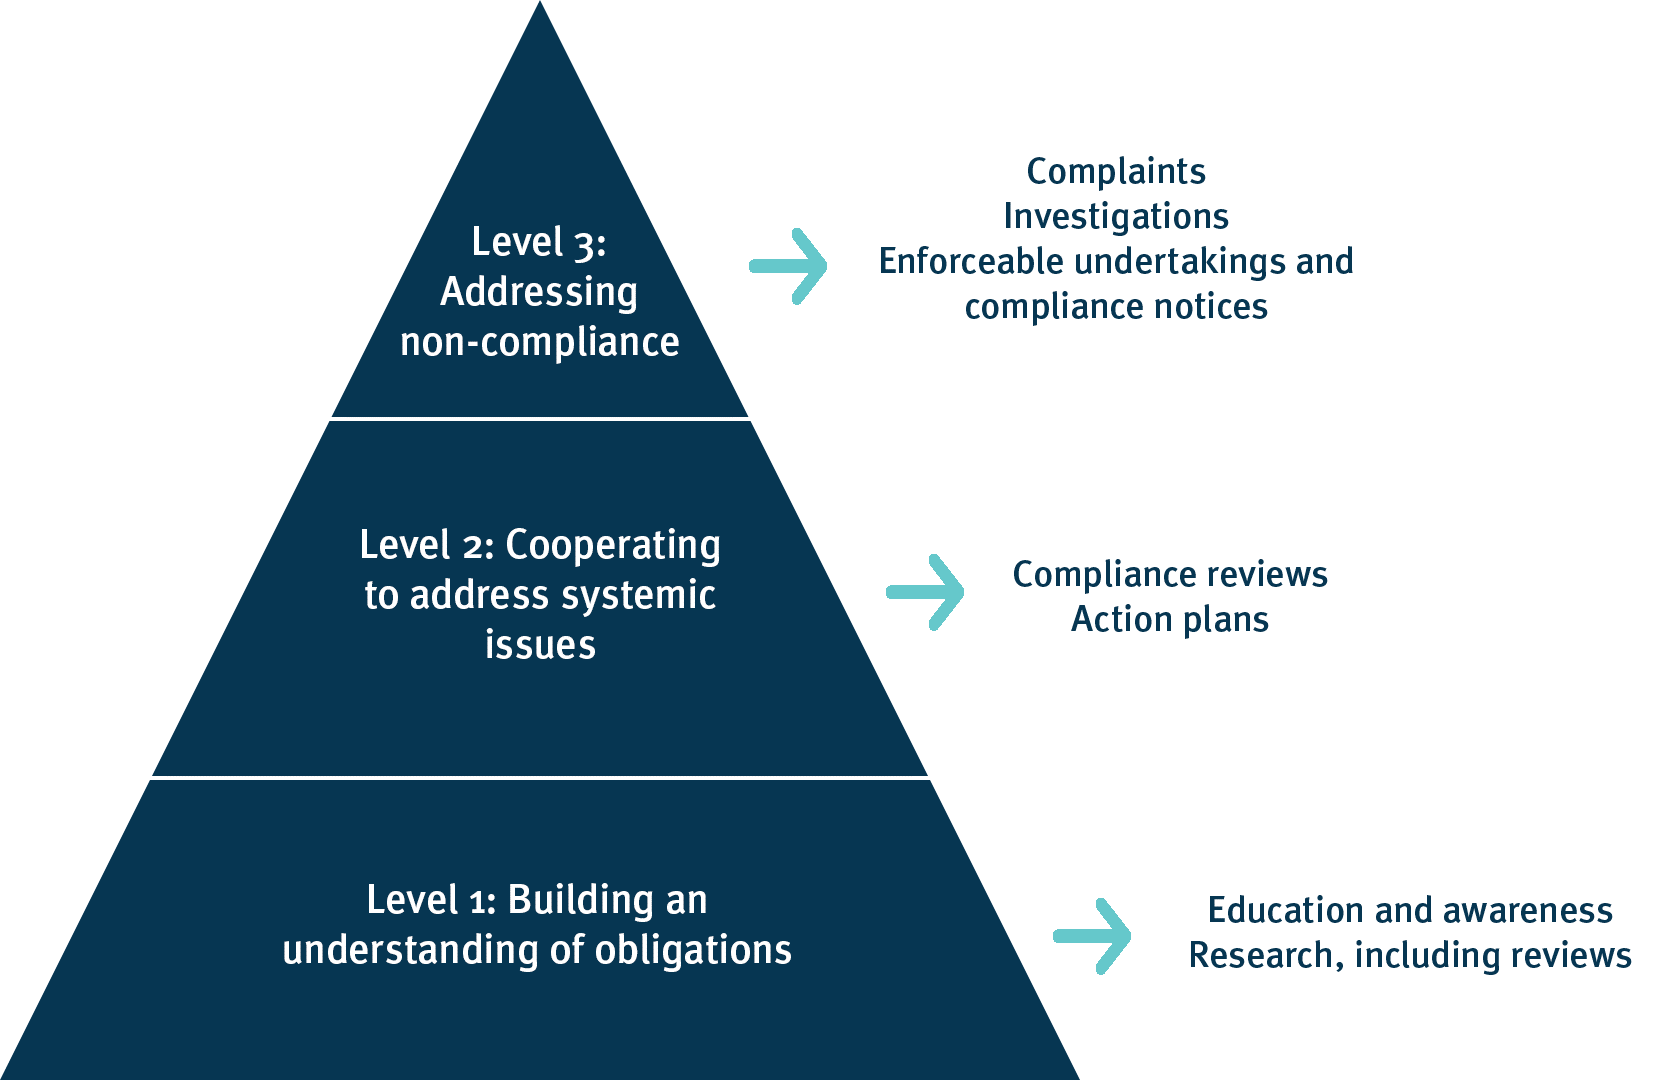 Level 3:
Addressing
non-compliance
Complaints
Investigations
Enforceable undertakings and
compliance notices
Level 2: Cooperating
to address systemic
issues
Compliance reviews
Action plans
Level 1: Building an
understanding of obligations
Education and awareness
Research, including reviews